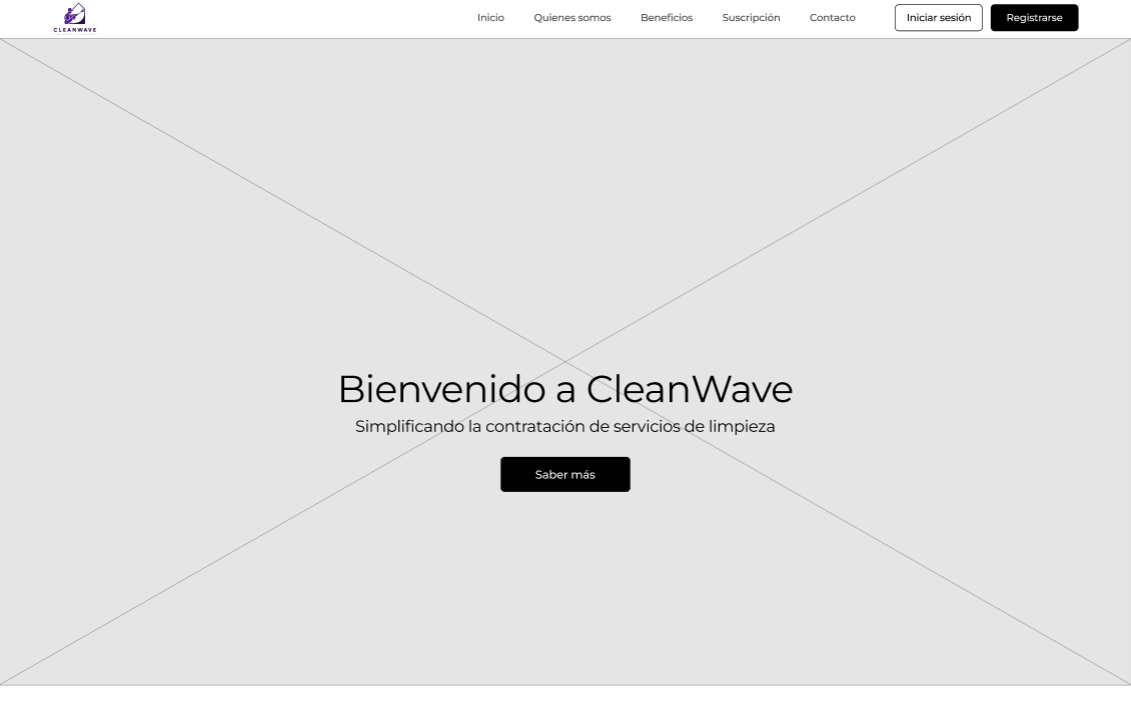 CLEANWAVE
Inicio Quienes somos Beneficios Suscripción Contacto Iniciar sesión Registrarse
Bienvenido a CleanWave
Simplificando la contratación de servicios de limpieza
Saber más